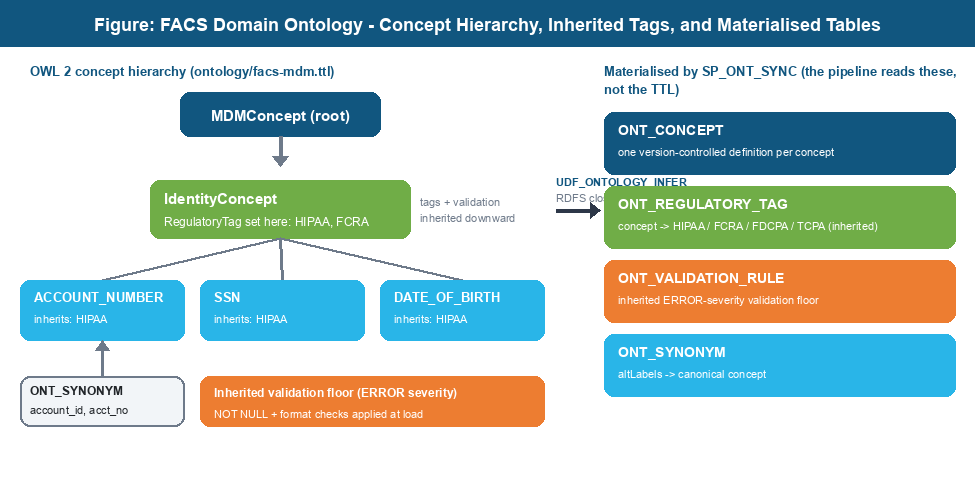 Figure: FACS Domain Ontology - Concept Hierarchy, Inherited Tags, and Materialised Tables
OWL 2 concept hierarchy (ontology/facs-mdm.ttl)
MDMConcept (root)
IdentityConcept
RegulatoryTag set here: HIPAA, FCRA
tags + validation
inherited downward
ACCOUNT_NUMBER
inherits: HIPAA
SSN
inherits: HIPAA
DATE_OF_BIRTH
inherits: HIPAA
ONT_SYNONYM
account_id, acct_no
Inherited validation floor (ERROR severity)
NOT NULL + format checks applied at load
UDF_ONTOLOGY_INFER
RDFS
Materialised by SP_ONT_SYNC (the pipeline reads these,
not the TTL)
ONT_CONCEPT
one version-controlled definition per concept
ONT_REGULATORY_TAG
concept -> HIPAA / FCRA / FDCPA / TCPA (inherited)
ONT_VALIDATION_RULE
inherited ERROR-severity validation floor
ONT_SYNONYM
altLabels -> canonical concept